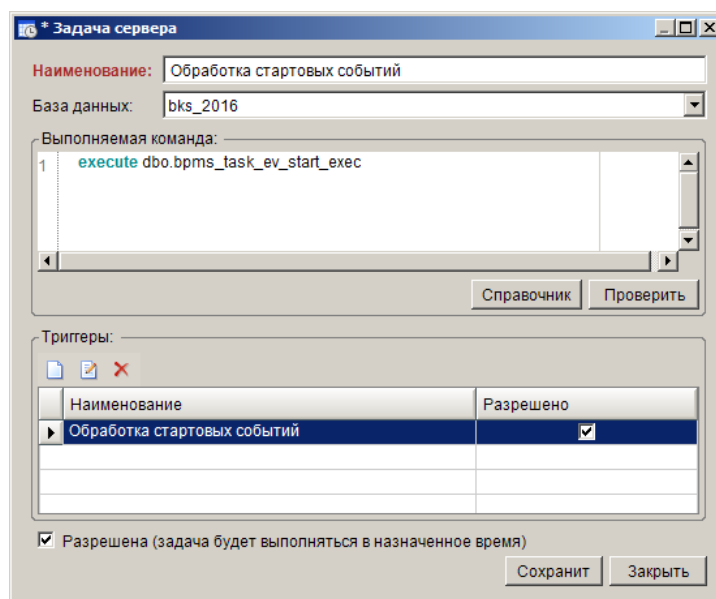 * Задача сервера
Наименование: Обработка стартовых событий
База данных: bks_2016
Выполняемая команда:
1 execute dbo.bpms_task_ev_start_exec
Справочник Проверить
Триггеры:
Наименование Разрешено
Обработка стартовых событий
Разрешена (задача будет выполняться в назначенное время)
Сохранит Закрыть